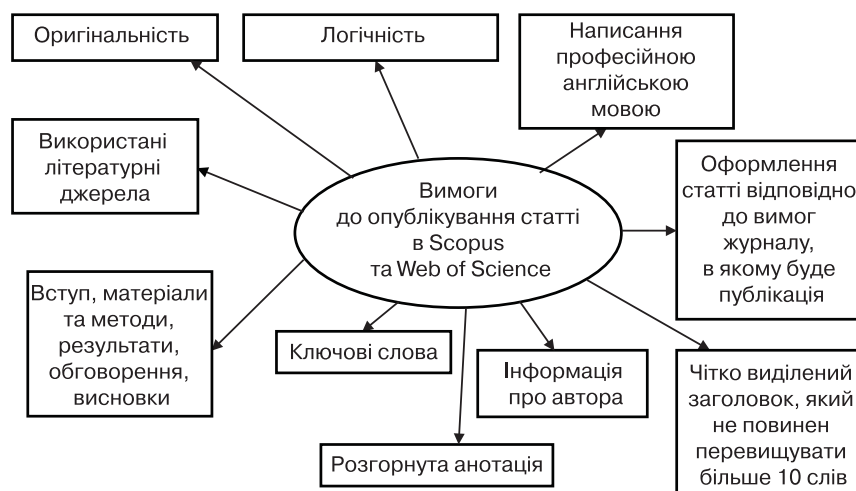 Оригінальність
Логічність
Написання
професійною
англійською
мовою
Використані
літературні
джерела
Вимоги
до опублікування статті
в Scopus
та Web of Science
Оформлення
статті відповідно
до вимог
журналу,
в якому буде
публікація
Вступ, матеріали
та методи,
результати,
обговорення,
висновки
Ключові слова
Інформація
про автора
Чітко виділений
заголовок, який
не повинен
перевищувати
більше 10 слів
Розгорнута анотація